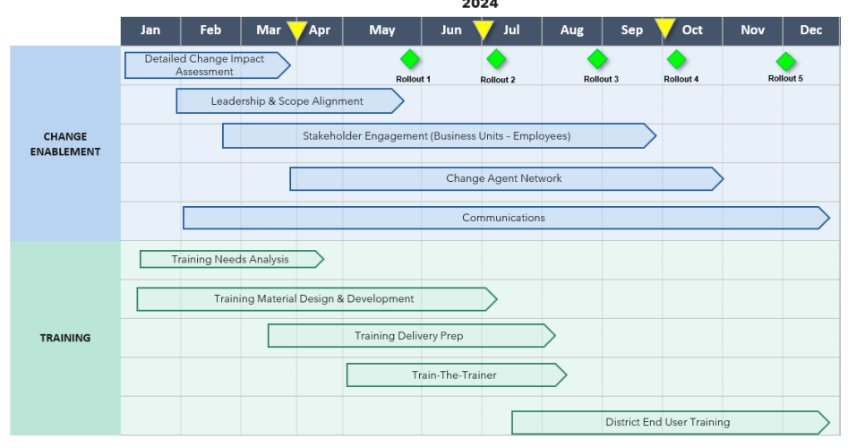 2024
Jan Feb Mar Apr May Jun Jul Aug Sep Oct Nov Dec
Detailed Change Impact
Assessment
Rollout 1 Rollout 2 Rollout 3 Rollout 4 Rollout 5
Leadership & Scope Alignment
CHANGE
ENABLEMENT
Stakeholder Engagement (Business Units - Employees)
Change Agent Network
Communications
Training Needs Analysis
Training Material Design & Development
TRAINING
Training Delivery Prep
Train-The-Trainer
District End User Training